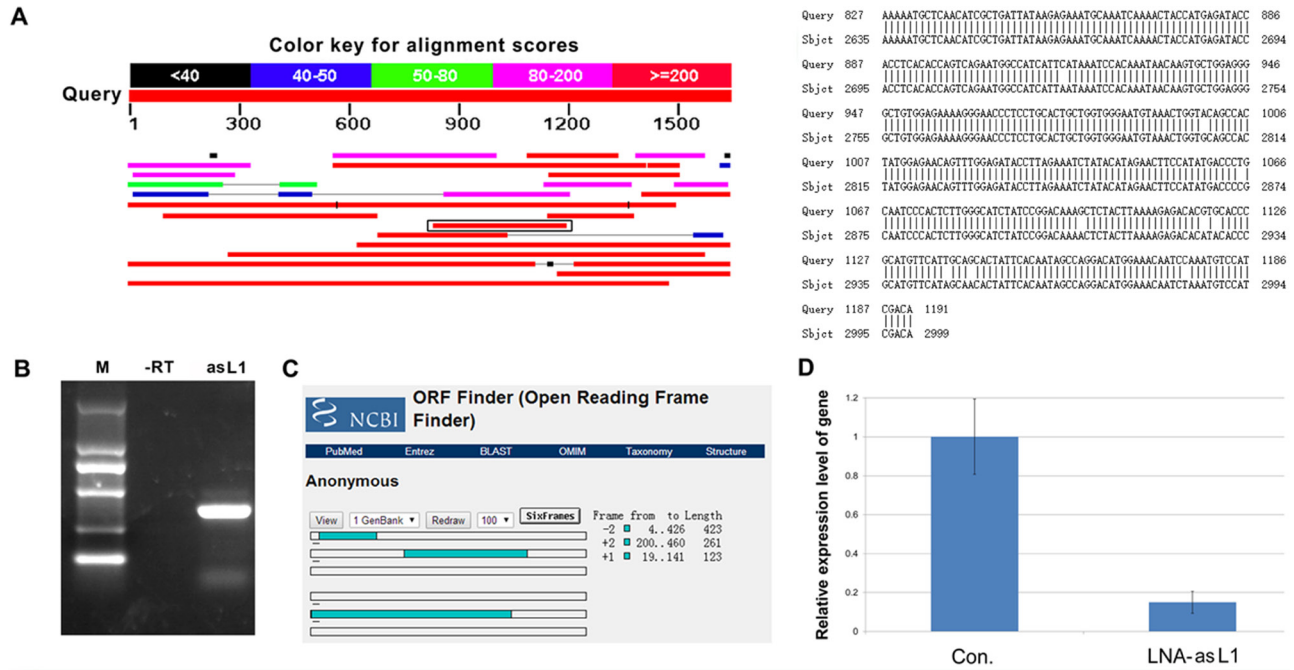 A
Color key for alignment scores
<40 40-50 50-80 80-200 >=200
Query
1 300 600 900 1200 1500
Query 827 AAAAATGCTCAACATCGCTGATTATAAGAGAAATGCAAATCAAAACTACCATGAGATACC 886
Sbjct 2635 AAAAATGCTCAACATCGCTGATTATAAGAGAAATGCAAATCAAAACTACCATGAGATACC 2694
Query 887 ACCTCACACCAGTCAGAATGGCCATCATTCATAAATCCACAAATAACAAGTGCTGGAGGG 946
Sbjct 2695 ACCTCACACCAGTCAGAATGGCCATCATTAATAAATCCACAAATAACAAGTGCTGGAGGG 2754
Query 947 GCTGTGGAGAAAAGGGAACCCTCCTGCACTGCTGGTGGGAATGTAAACTGGTACAGCCAC 1006
Sbjct 2755 GCTGTGGAGAAAAGGGAACCCTCCTGCACTGCTGGTGGGAATGTAAACTGGTGCAGCCAC 2814
Query 1007 TATGGAGAACAGTTTGGAGATACCTTAGAAATCTATACATAGAACTTCCATATGACCCTG 1066
Sbjct 2815 TATGGAGAACAGTTTGGAGATACCTTAGAAATCTATACATAGAACTTCCATATGACCCCG 2874
Query 1067 CAATCCCACTCTTGGGCATCTATCCGGACAAAGCTCTACTTAAAAGAGACACGTGCACCC 1126
Sbjct 2875 CAATCCCACTCTTGGGCATCTATCCGGACAAAACTCTACTTAAAAGAGACACATACACCC 2934
Query 1127 GCATGTTCATTGCAGCACTATTCACAATAGCCAGGACATGGAAACAATCCAAATGTCCAT 1186
Sbjct 2935 GCATGTTCATAGCAACACTATTCACAATAGCCAGGACATGGAAACAATCTAAATGTCCAT 2994
Query 1187 CGACA 1191
Sbjct 2995 CGACA 2999
B
M -RT asL1
C
NCBI
ORF Finder (Open Reading Frame
Finder)
PubMed Entrez BLAST OMIM Taxonomy Structure
Anonymous
View 1 GenBank Redraw 100 SixFrames
Frame from to Length
-2 4..426 423
+2 200..460 261
+1 19..141 123
D
Relative expression level of gene
1.2
1
0.8
0.6
0.4
0.2
0
Con. LNA-asL1